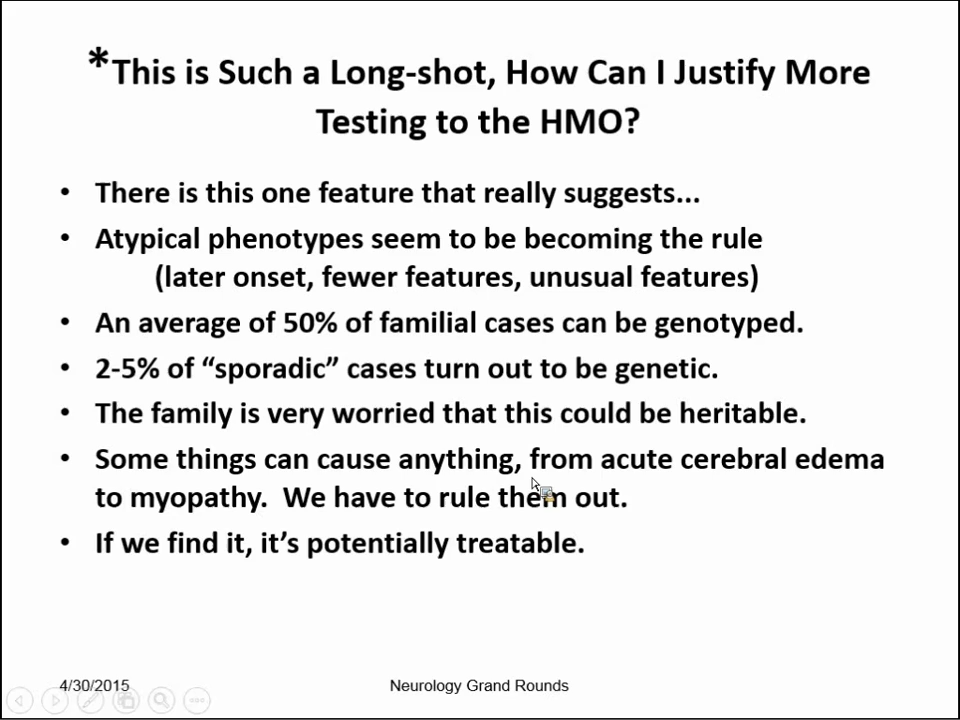 *This is Such a Long-shot, How Can I Justify More
Testing to the HMO?
• There is this one feature that really suggests...
• Atypical phenotypes seem to be becoming the rule
(later onset, fewer features, unusual features)
• An average of 50% of familial cases can be genotyped.
• 2-5% of “sporadic” cases turn out to be genetic.
• The family is very worried that this could be heritable.
• Some things can cause anything, from acute cerebral edema
to myopathy.  We have to rule them out.
• If we find it, it’s potentially treatable.
4/30/2015
Neurology Grand Rounds